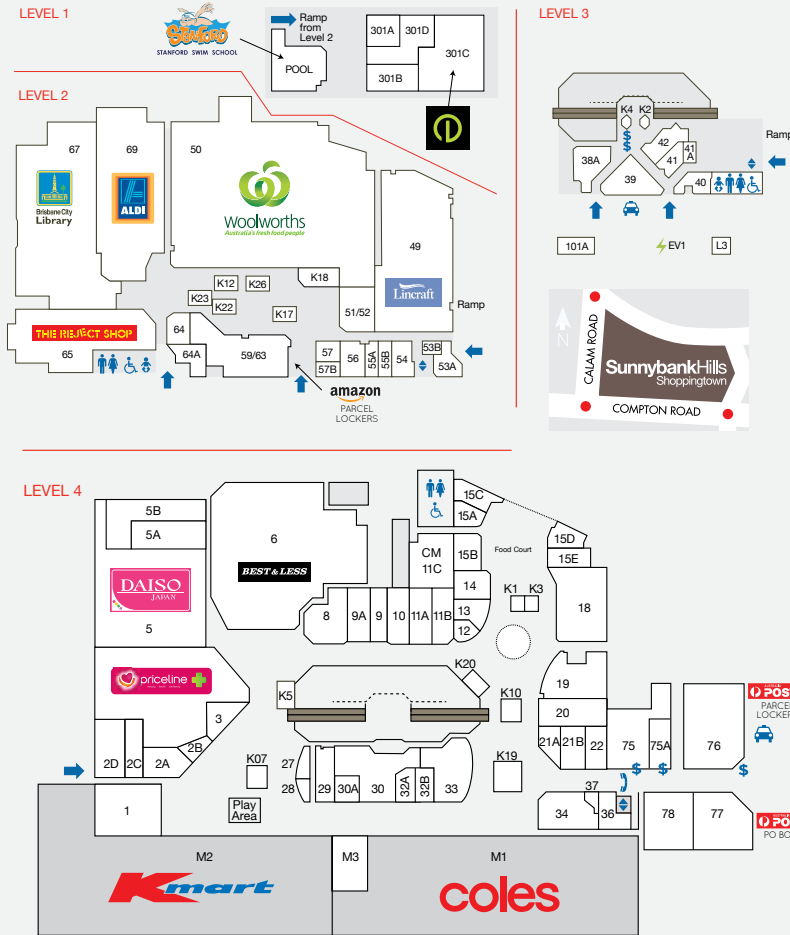 LEVEL 1
STANFORD
STANFORD SWIM SCHOOL
Ramp
from
Level 2
POOL
301A
301D
301C
301B
LEVEL 3
K4
K2
$
$
42
41
41
A
38A
39
40
Ramp
101A
EV1
L3
LEVEL 2
67
Brisbane City
Library
69
ALDI
50
Woolworths
Australia's fresh food people
49
Lincraft
Ramp
K18
K12
K26
K23
K22
K17
51/52
THE REJECT SHOP
65
64
64A
59/63
57
57B
56
55A
55B
54
53B
53A
amazon
PARCEL
LOCKERS
N
CALAM ROAD
SunnybankHills
Shoppingtown
COMPTON ROAD
LEVEL 4
5B
5A
DAISO
JAPAN
5
6
BEST & LESS
15C
15A
CM
11C
15B
Food Court
15D
15E
14
K1
K3
18
8
9A
9
10
11A
11B
13
12
priceline
3
2B
2D
2C
2A
K5
K20
K10
19
20
21A
21B
22
75
75A
76
POST
PARCEL
LOCKERS
$
$
$
K07
27
28
29
30A
30
32A
32B
33
K19
37
34
36
78
77
POST
PO BO
Play
Area
1
M2
Kmart
M3
M1
coles